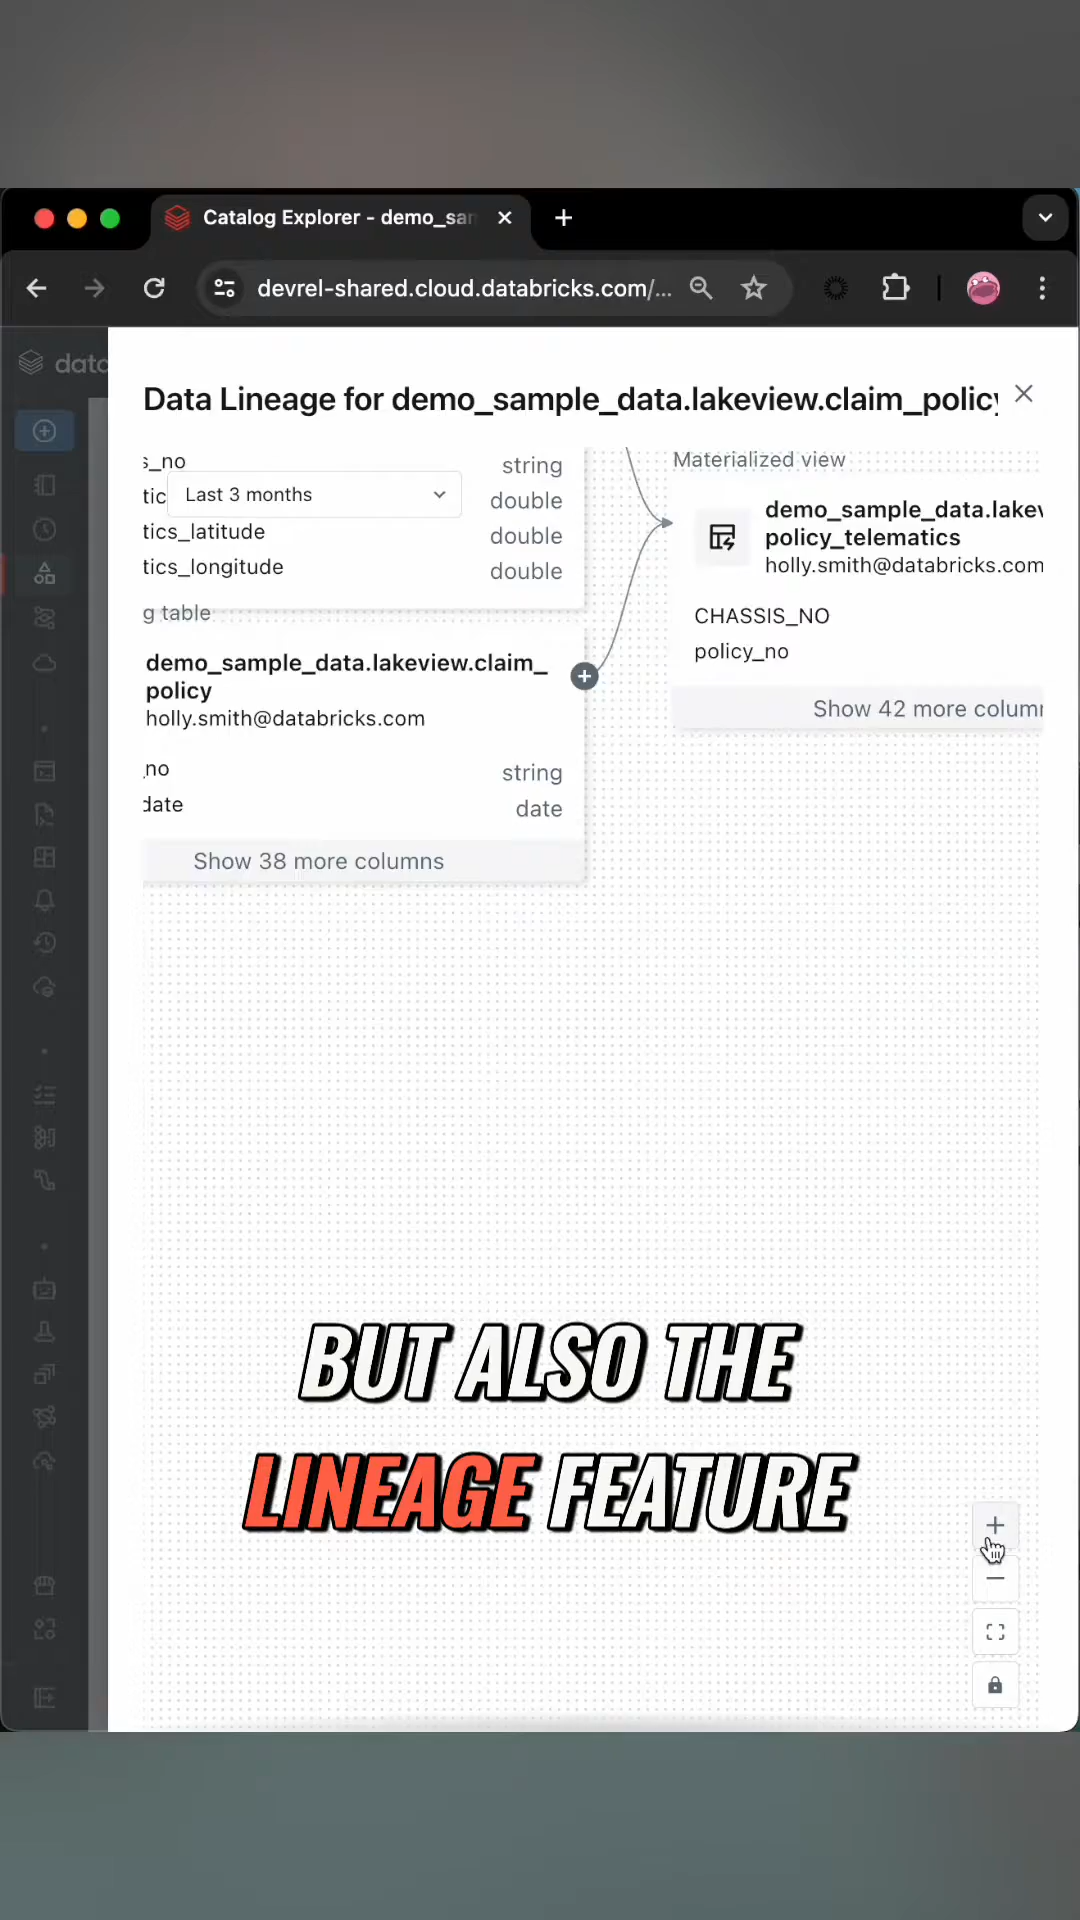 Catalog Explorer - demo_sar
devrel-shared.cloud.databricks.com/...
data
Data Lineage for demo_sample_data.lakeview.claim_policy
s_no string
tic double
Last 3 months
tics_latitude double
tics_longitude double
g table
demo_sample_data.lakeview.claim_
policy
holly.smith@databricks.com
_no string
date date
Show 38 more columns
Materialized view
demo_sample_data.lakev
policy_telematics
holly.smith@databricks.com
CHASSIS_NO
policy_no
Show 42 more colum
BUT ALSO THE
LINEAGE FEATURE